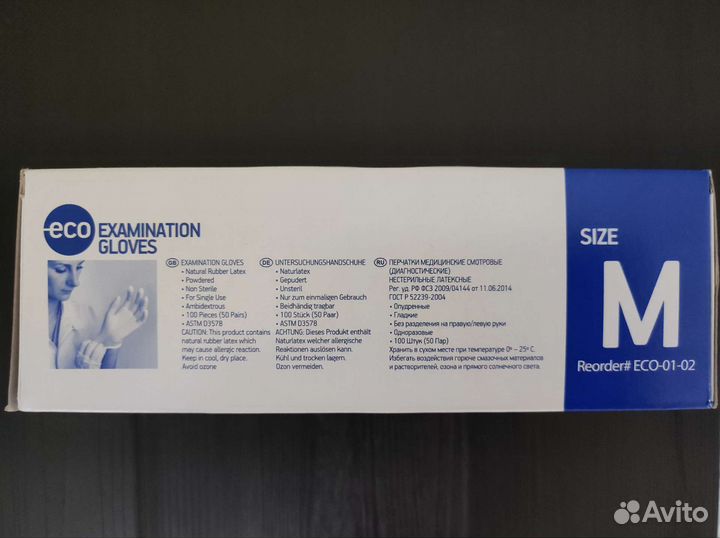 eco EXAMINATION
GLOVES
GB EXAMINATION GLOVES
• Natural Rubber Latex
• Powdered
• Non Sterile
• For Single Use
• Ambidextrous
• 100 Pieces (50 Pairs)
• ASTM D3578
CAUTION: This product contains
natural rubber latex which
may cause allergic reaction.
Keep in cool, dry place.
Avoid ozone
DE UNTERSUCHUNGSHANDSCHUHE
• Naturlatex
• Gepudert
• Unsteril
• Nur zum einmaligen Gebrauch
• Beidhändig tragbar
• 100 Stück (50 Paar)
• ASTM D3578
ACHTUNG: Dieses Produkt enthält
Naturlatex welcher allergische
Reaktionen auslösen kann.
Kühl und trocken lagern.
Ozon vermeiden.
RU ПЕРЧАТКИ МЕДИЦИНСКИЕ СМОТРОВЫЕ
(ДИАГНОСТИЧЕСКИЕ)
НЕСТЕРИЛЬНЫЕ ЛАТЕКСНЫЕ
Рег. уд. РФ ФСЗ 2009/04144 от 11.06.2014
ГОСТ Р 52239-2004
• Опудренные
• Гладкие
• Без разделения на правую/левую руки
• Одноразовые
• 100 Штук (50 Пар)
Хранить в сухом месте при температуре 0º – 25º С.
Избегать воздействия горюче смазочных материалов
и растворителей, озона и прямого солнечного света.
SIZE
M
Reorder# ECO-01-02
Avito